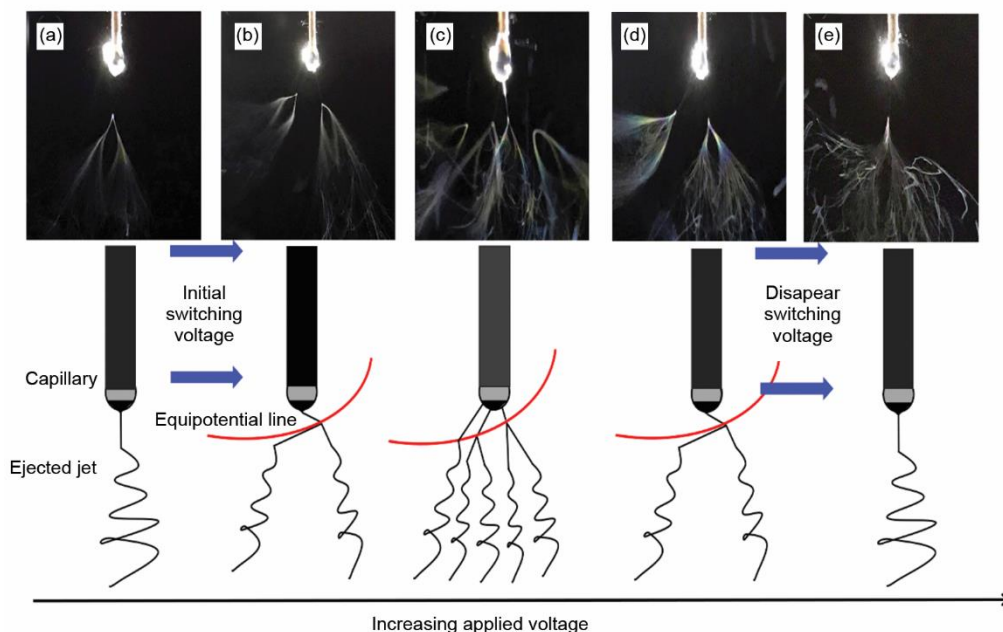 (a)
(b)
(c)
(d)
(e)
Initial
switching
voltage
Disapear
switching
voltage
Capillary
Equipotential line
Ejected jet
Increasing applied voltage